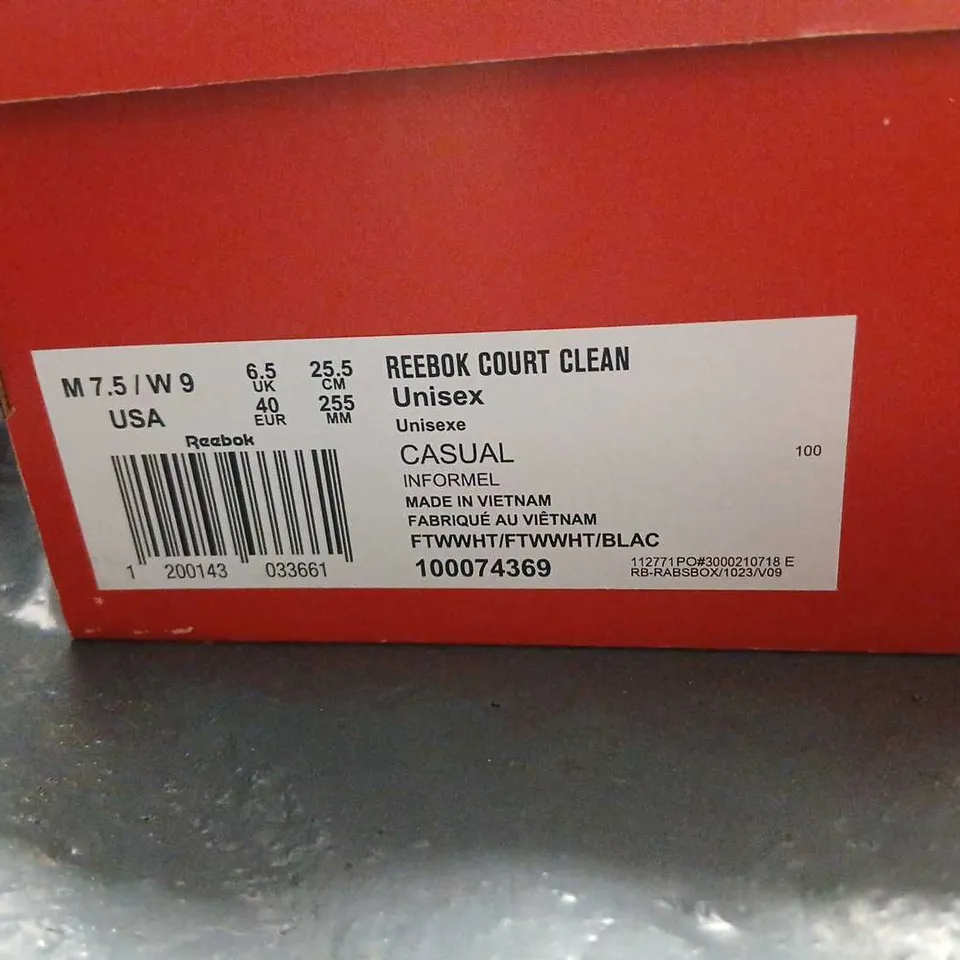 M 7.5 / W 9
USA
6.5
UK
40
EUR
25.5
CM
255
MM
Reebok
1 200143 033661
REEBOK COURT CLEAN
Unisex
Unisexe
CASUAL
INFORMEL
MADE IN VIETNAM
FABRIQUÉ AU VIÊTNAM
FTWWHT/FTWWHT/BLAC
100074369
100
112771PO#3000210718 E
RB-RABSBOX/1023/V09